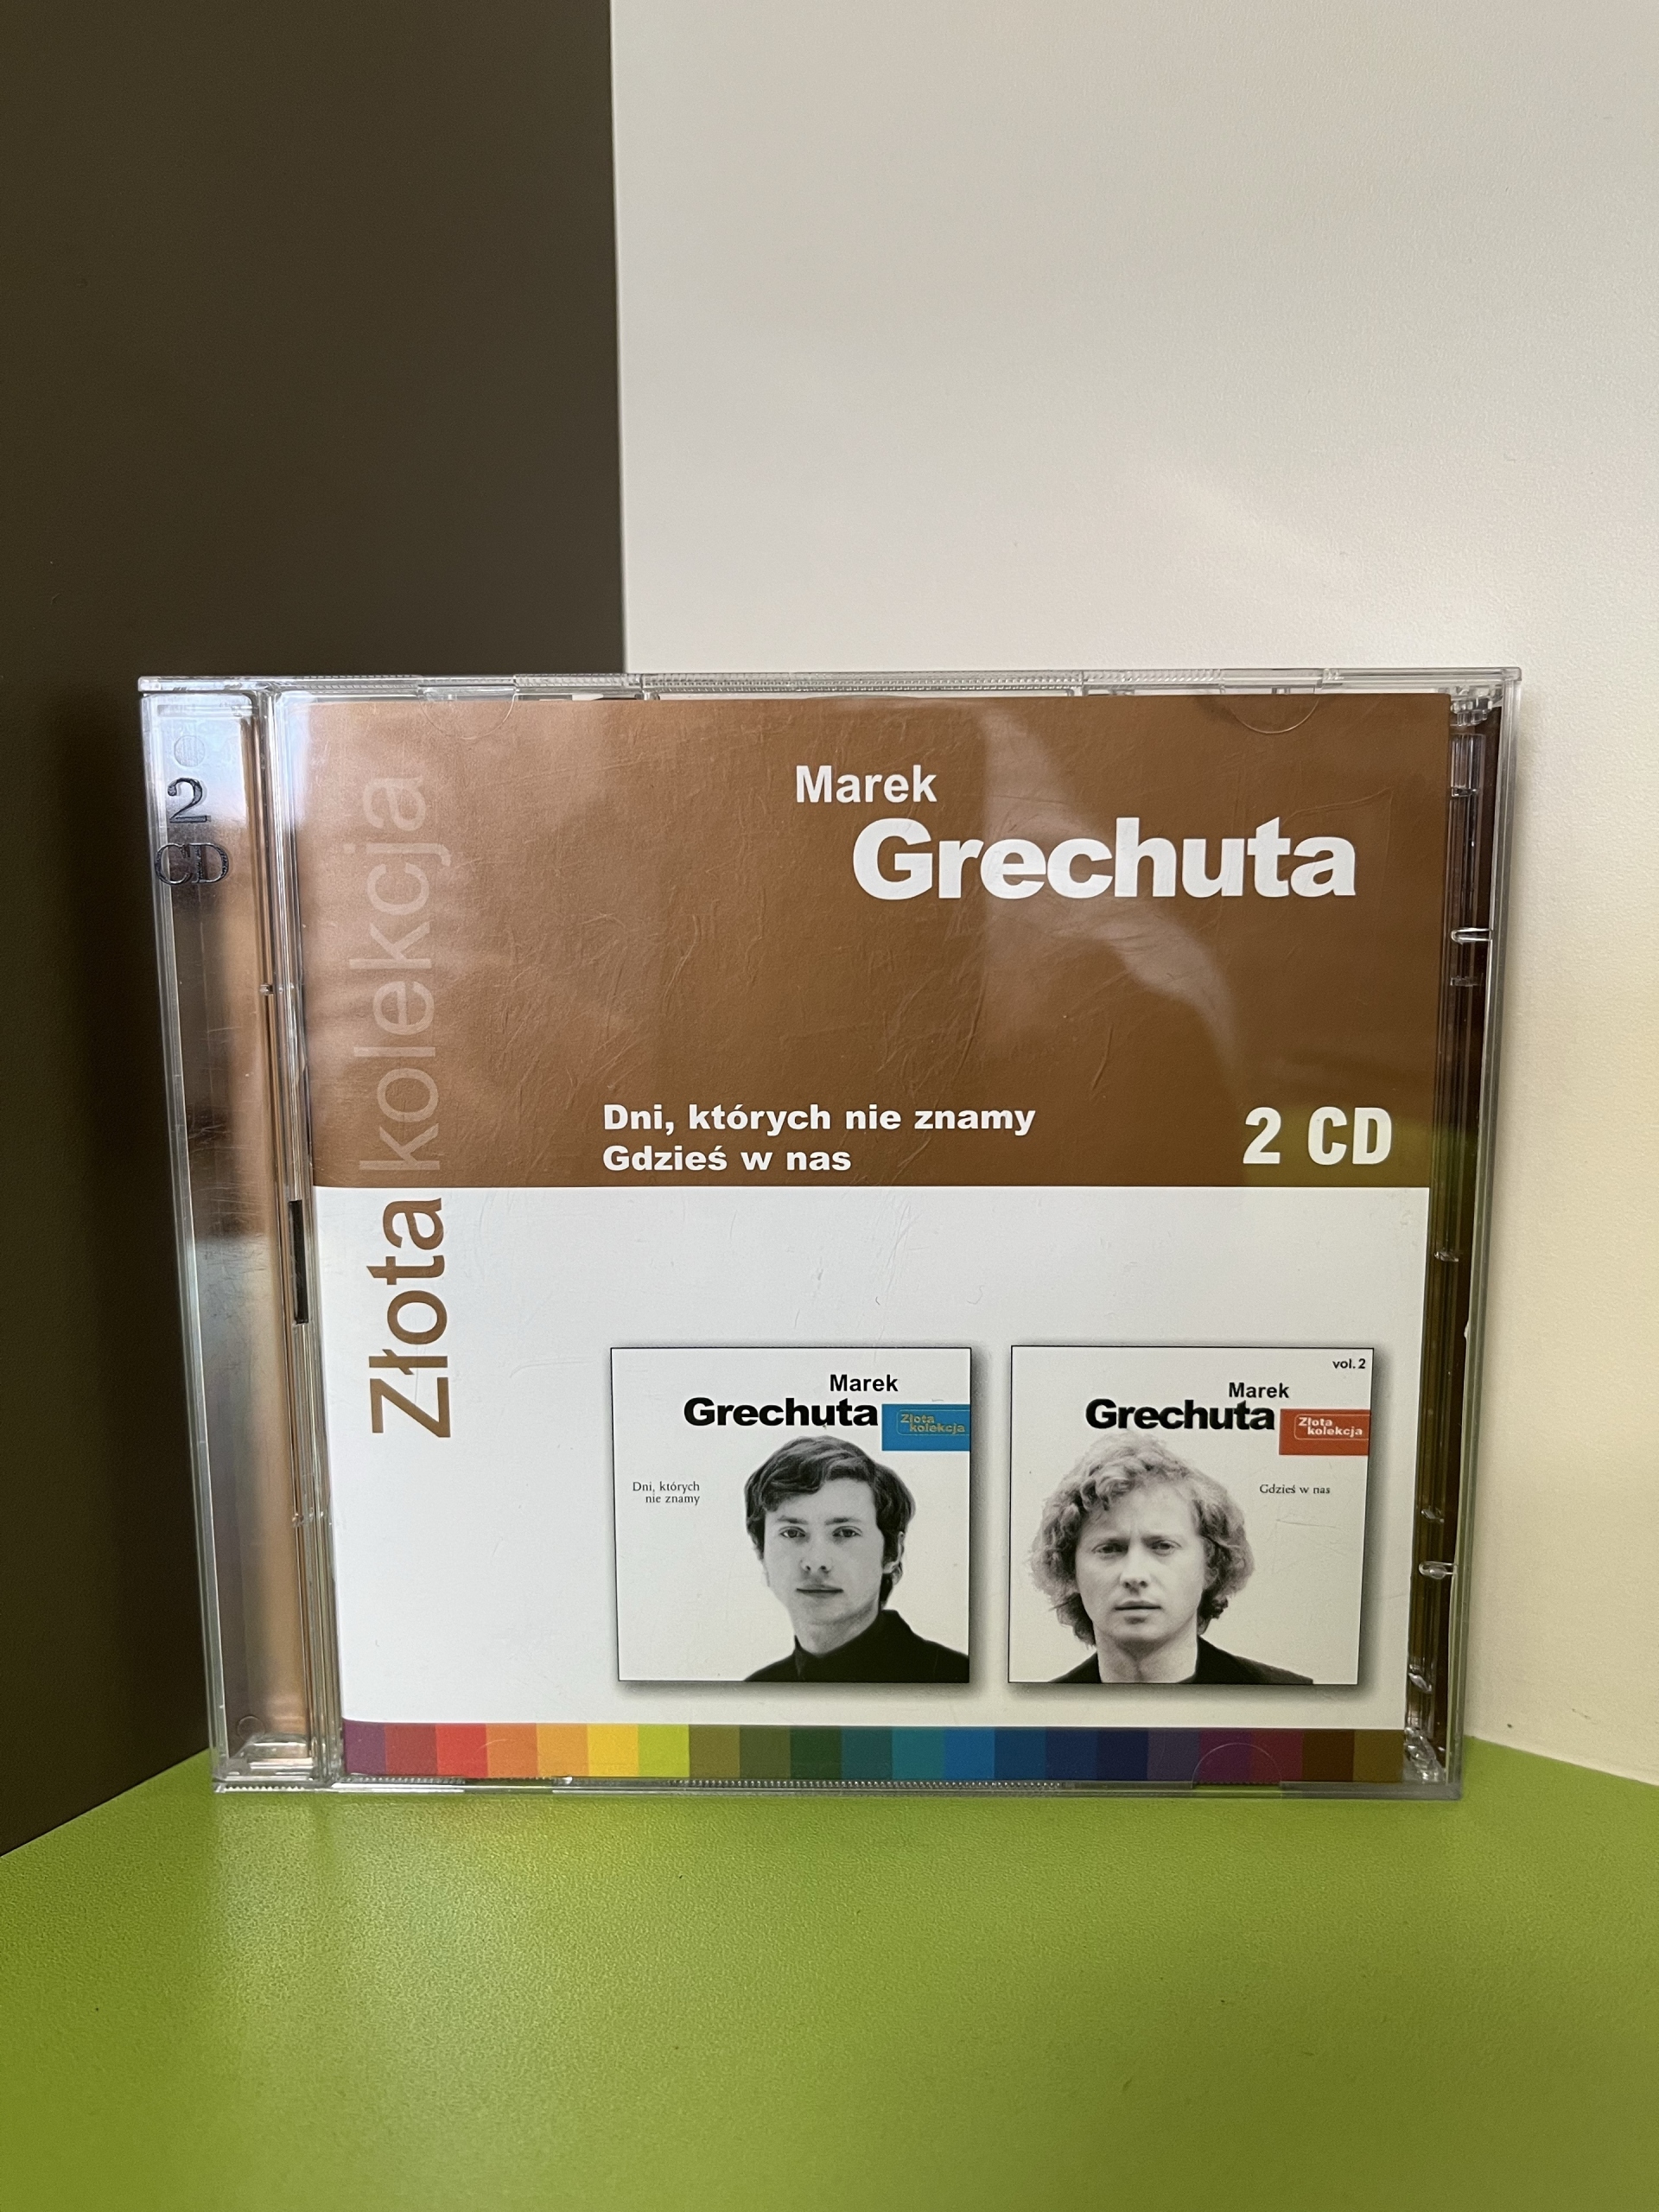 2
CD
Złota kolekcja
Marek
Grechuta
Dni, których nie znamy
Gdzieś w nas
2 CD
Marek
Grechuta
Złota
kolekcja
Dni, których
nie znamy
vol. 2
Marek
Grechuta
Złota
kolekcja
Gdzieś w nas